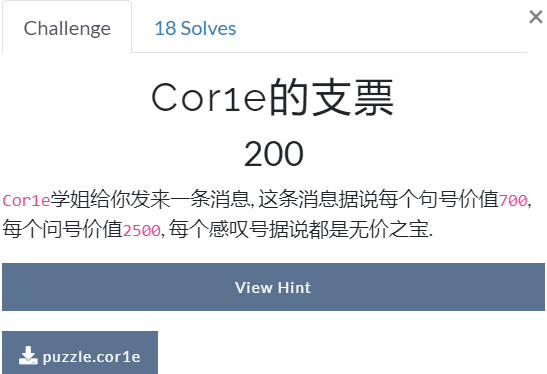 Challenge
18 Solves
×
Cor1e的支票
200
Cor1e学姐给你发来一条消息, 这条消息据说每个句号价值700,
每个问号价值2500, 每个感叹号据说都是无价之宝.
View Hint
puzzle.cor1e